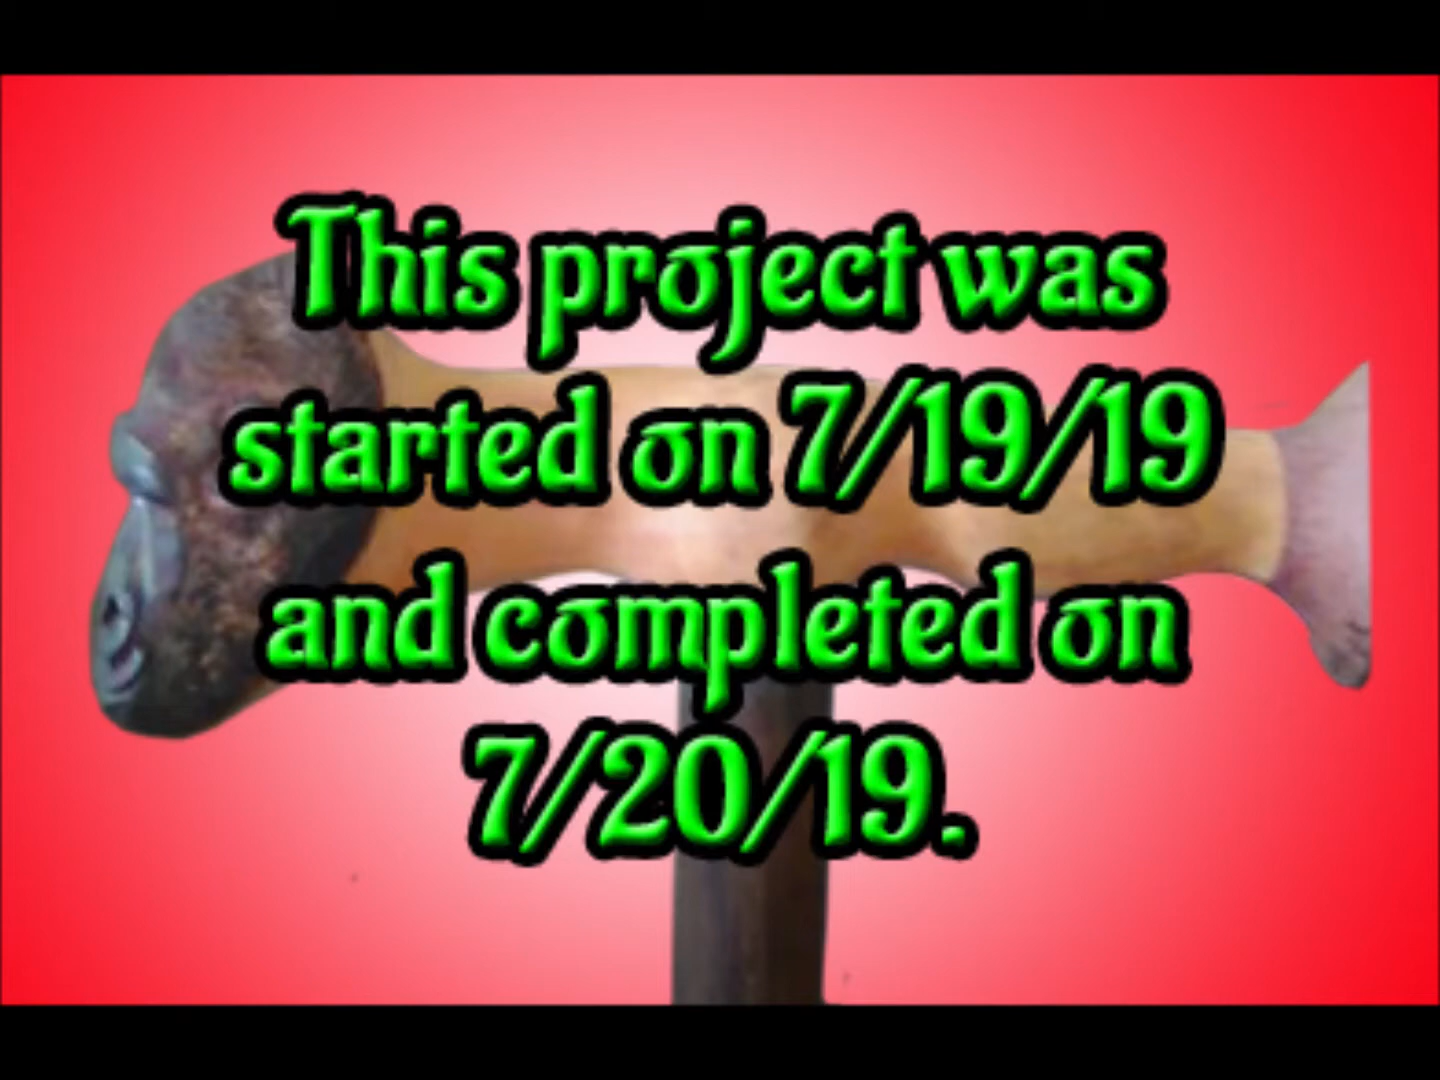 This project was
started on 7/19/19
and completed on
7/20/19.